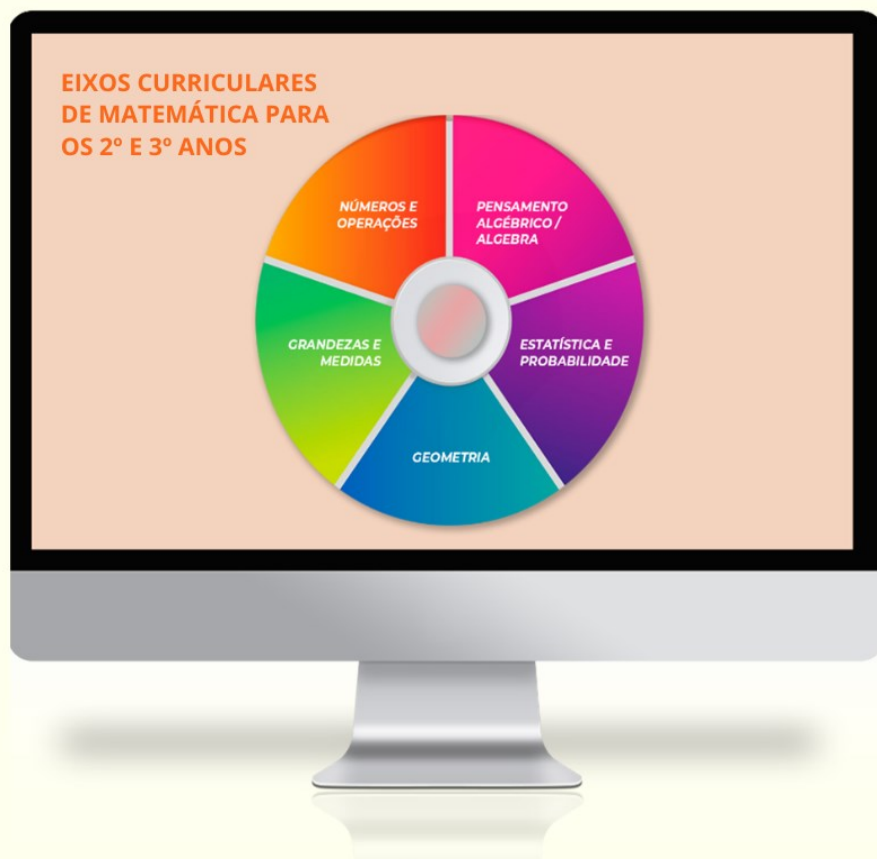 EIXOS CURRICULARES
DE MATEMÁTICA PARA
OS 2º E 3º ANOS
NÚMEROS E
OPERAÇÕES
PENSAMENTO
ALGÉBRICO /
ALGEBRA
GRANDEZAS E
MEDIDAS
ESTATÍSTICA E
PROBABILIDADE
GEOMETRIA